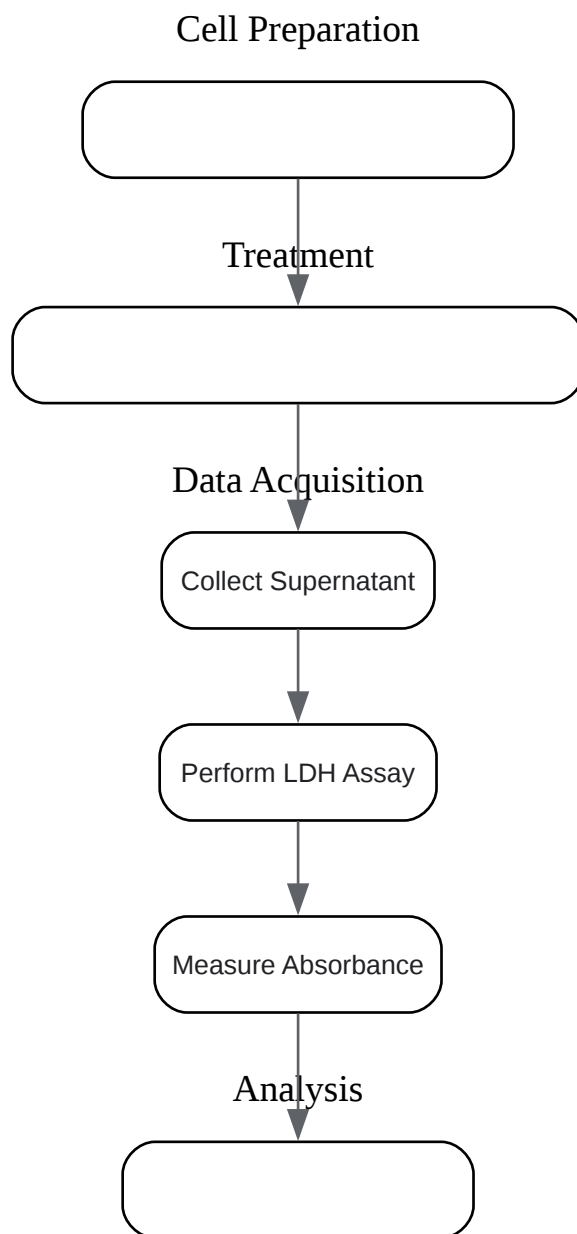 Cell Preparation
Treatment
Data Acquisition
Collect Supernatant
Perform LDH Assay
Measure Absorbance
Analysis